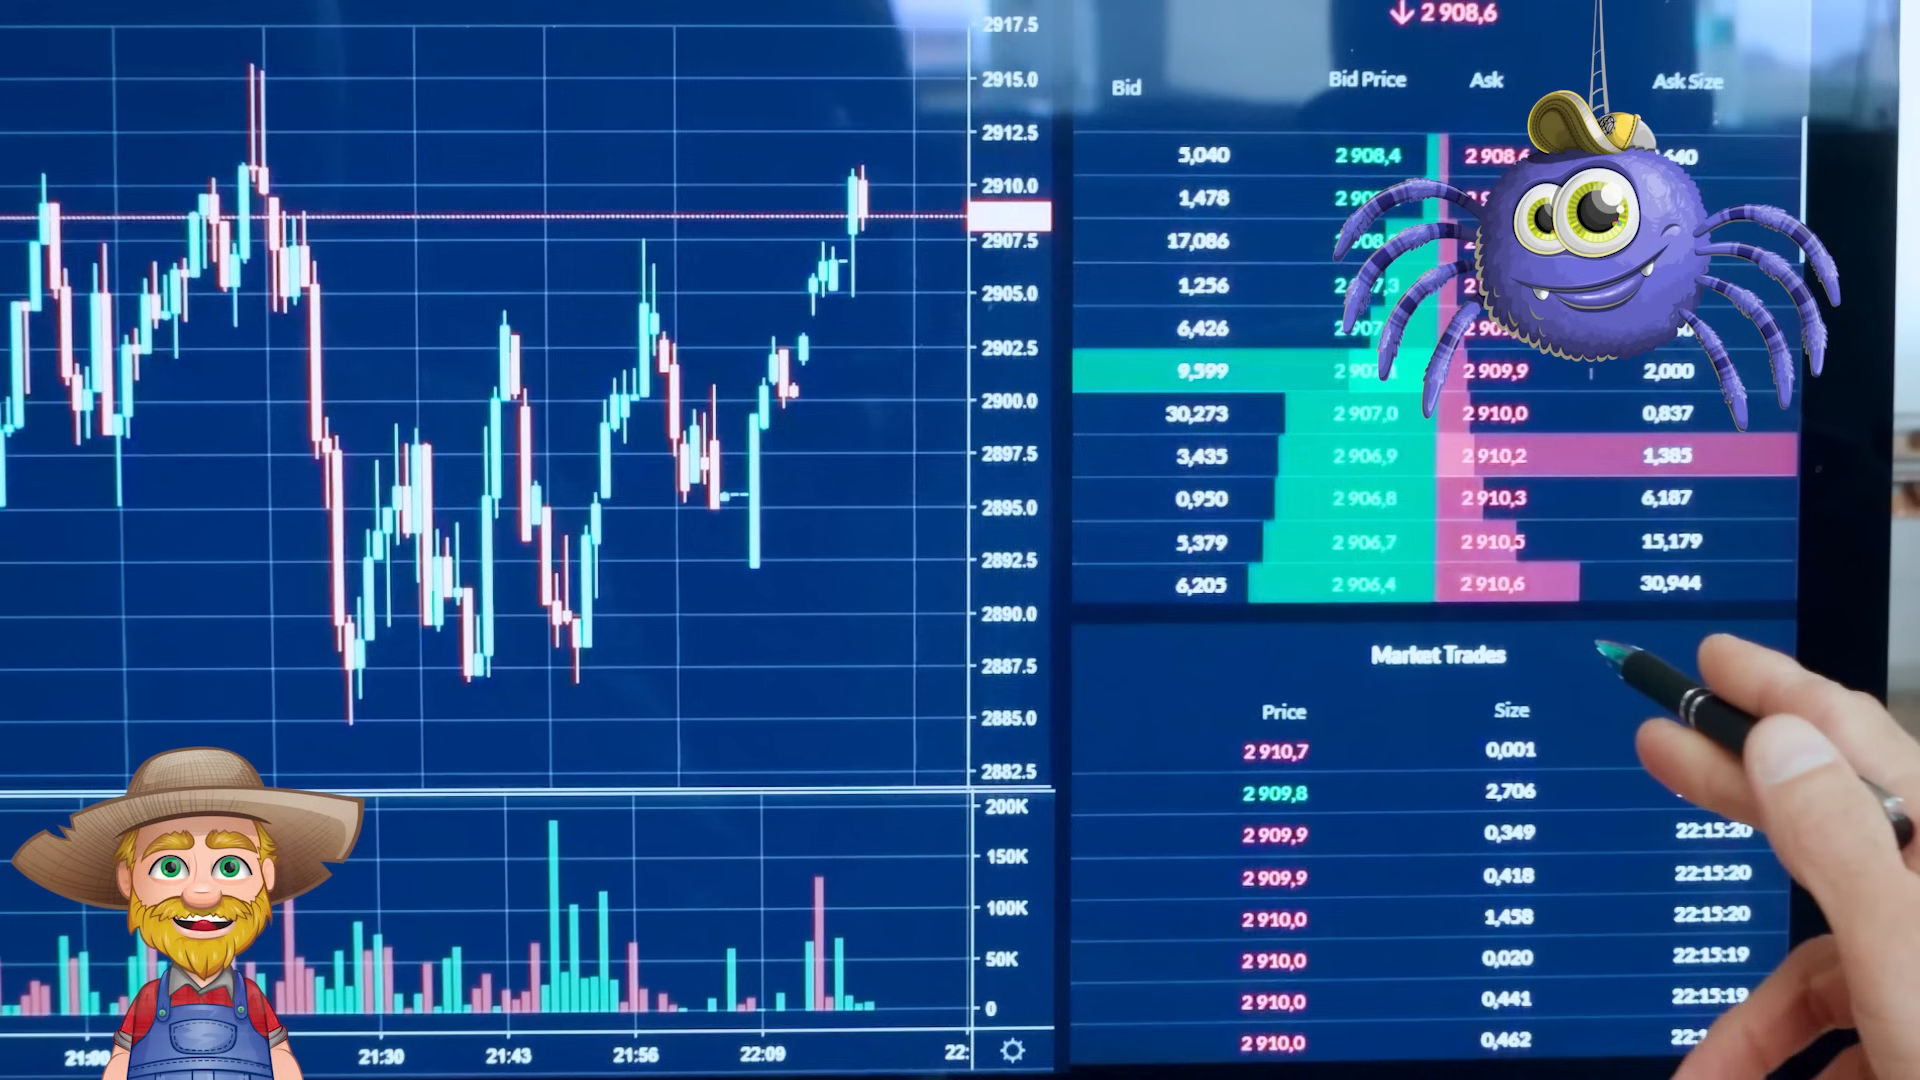 2917.5
2915.0
2912.5
2910.0
2907.5
2905.0
2902.5
2900.0
2897.5
2895.0
2892.5
2890.0
2887.5
2885.0
2882.5
200K
150K
100K
50K
0
21:00 21:30 21:43 21:56 22:09 22:
2 908,6
Bid Bid Price Ask Ask Size
5,040 2 908,4 2 908,6
1,478
17,086
1,256
6,426
9,599 2 909,9 2,000
30,273 2 907,0 2 910,0 0,837
3,435 2 906,9 2 910,2 1,385
0,950 2 906,8 2 910,3 6,187
5,379 2 906,7 2 910,5 15,179
6,205 2 906,4 2 910,6 30,944
Market Trades
Price Size
2 910,7 0,001
2 909,8 2,706
2 909,9 0,349 22:15:20
2 909,9 0,418 22:15:20
2 910,0 1,458 22:15:20
2 910,0 0,020 22:15:19
2 910,0 0,441 22:15:19
2 910,0 0,462